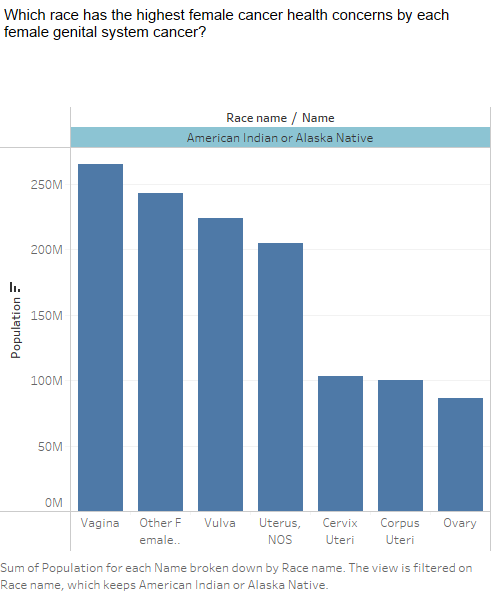 Which race has the highest female cancer health concerns by each
female genital system cancer?
Race name / Name
American Indian or Alaska Native
Population
250M
200M
150M
100M
50M
0M
Vagina
Other F
emale..
Vulva
Uterus,
NOS
Cervix
Uteri
Corpus
Uteri
Ovary
Sum of Population for each Name broken down by Race name. The view is filtered on
Race name, which keeps American Indian or Alaska Native.